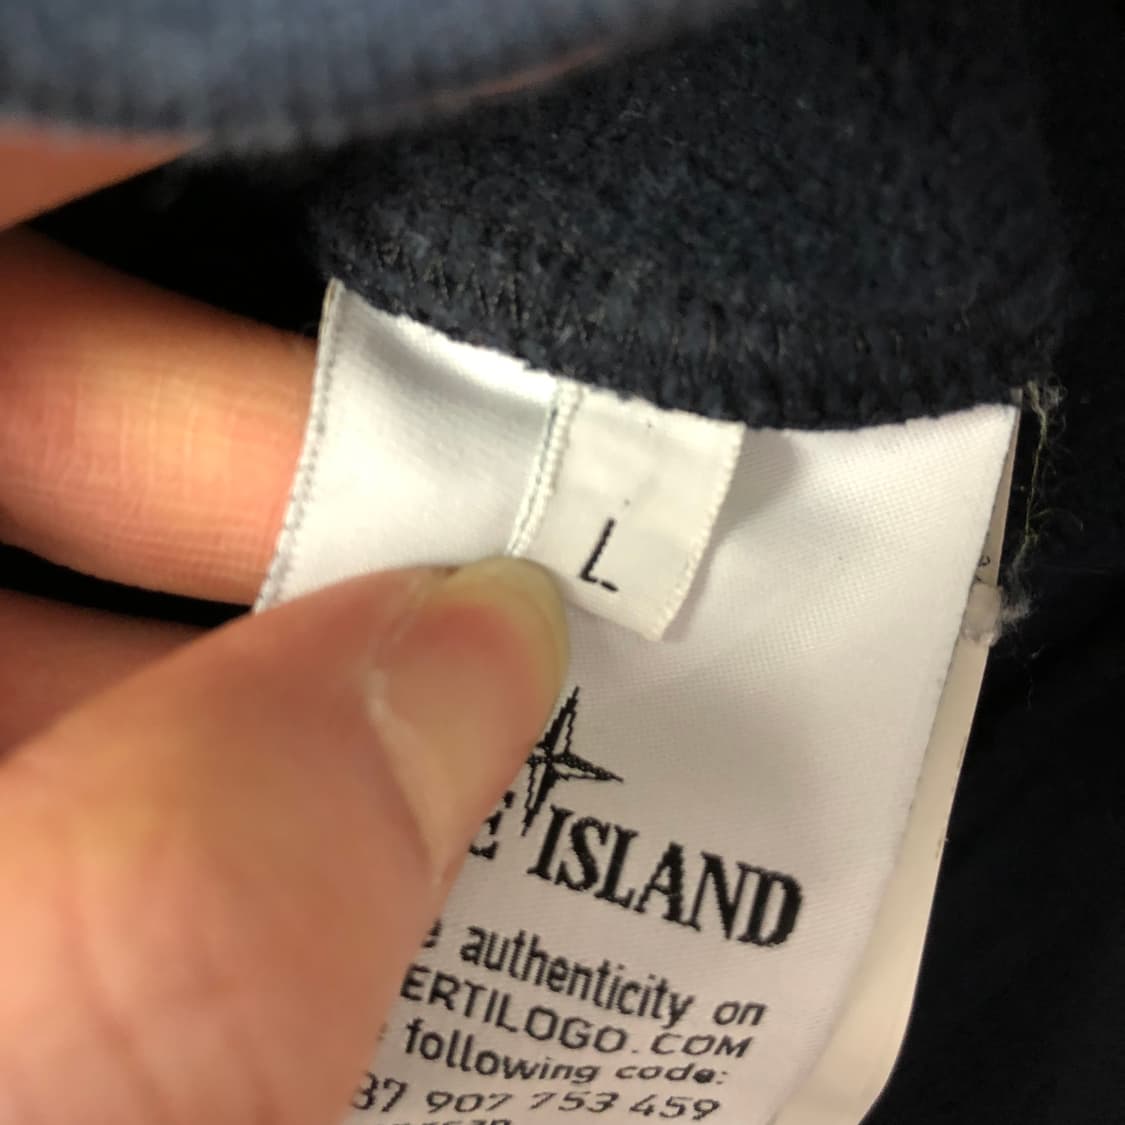 L
ISLAND
authenticity on
ERTILOGO.COM
following code:
37 907 753 459